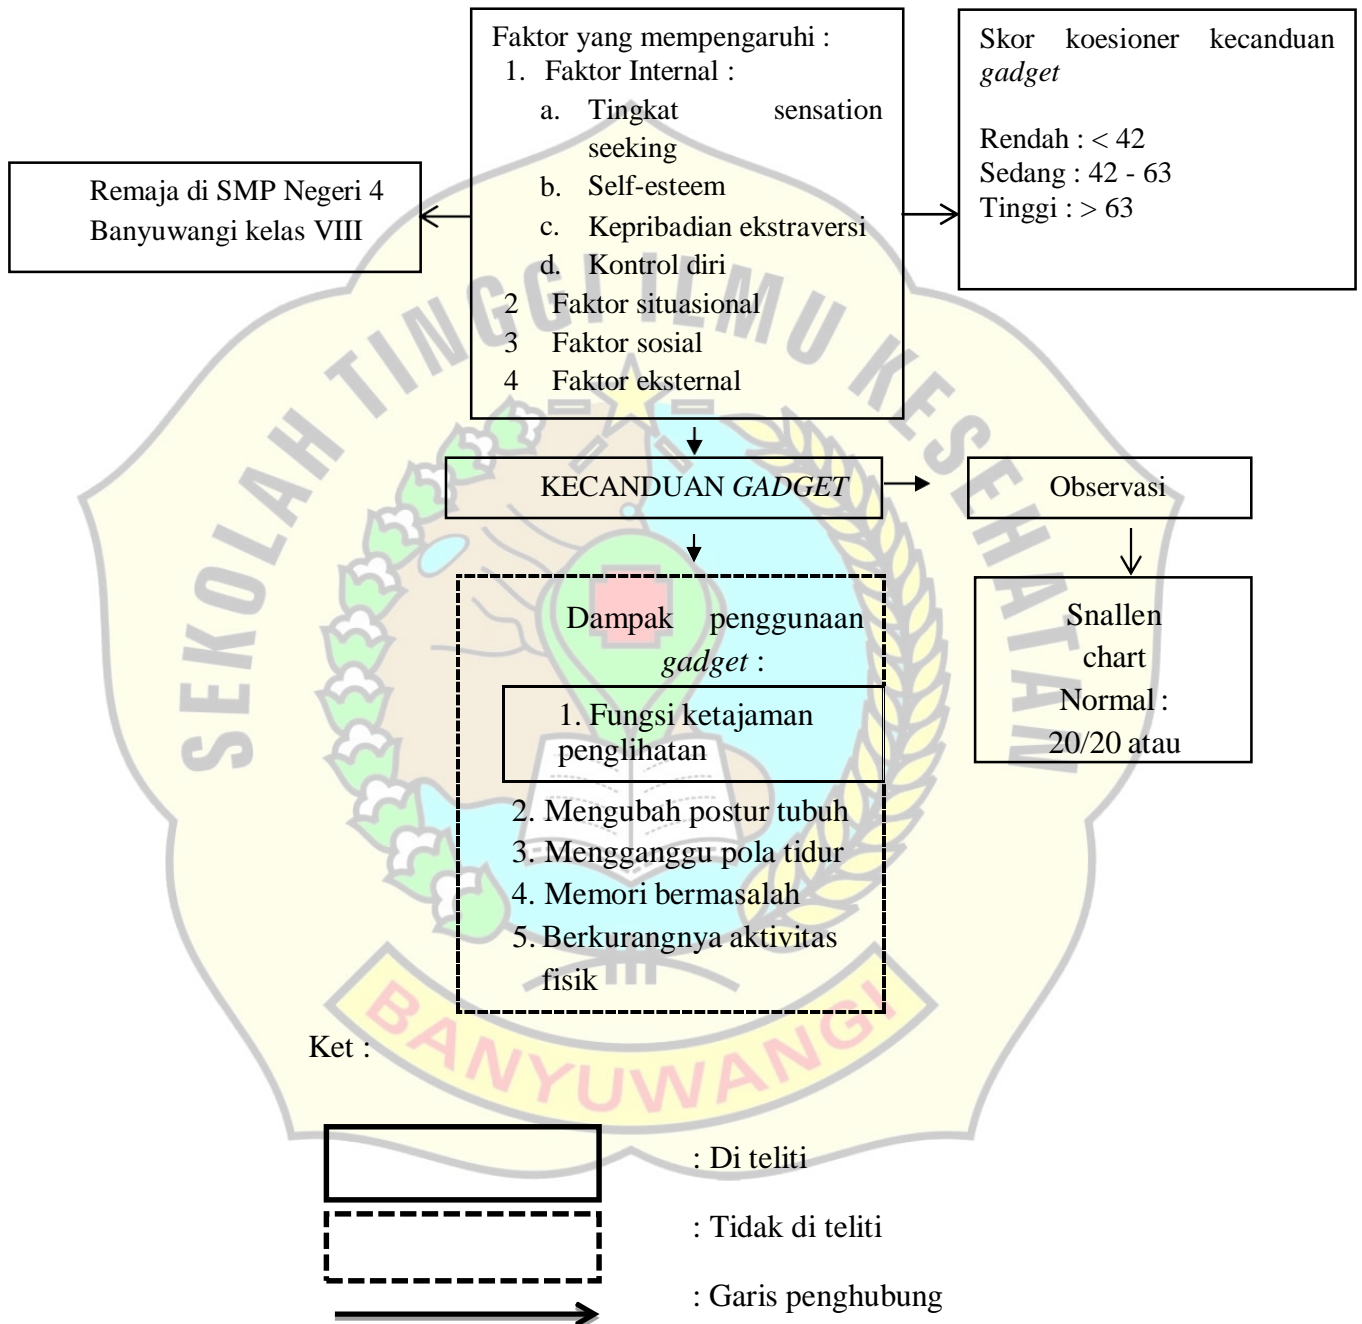 Faktor yang mempengaruhi :
1. Faktor Internal :
a. Tingkat sensation
seeking
b. Self-esteem
c. Kepribadian ekstraversi
d. Kontrol diri
2 Faktor situasional
3 Faktor sosial
4 Faktor eksternal
Skor koesioner kecanduan
gadget
Rendah : < 42
Sedang : 42 - 63
Tinggi : > 63
Remaja di SMP Negeri 4
Banyuwangi kelas VIII
KECANDUAN GADGET
Observasi
Dampak penggunaan
gadget :
1. Fungsi ketajaman
penglihatan
2. Mengubah postur tubuh
3. Mengganggu pola tidur
4. Memori bermasalah
5. Berkurangnya aktivitas
fisik
Snallen
chart
Normal :
20/20 atau
Ket :
: Di teliti
: Tidak di teliti
: Garis penghubung
SEKOLAH TINGGI ILMU KESEHATAN
BANYUWANGI